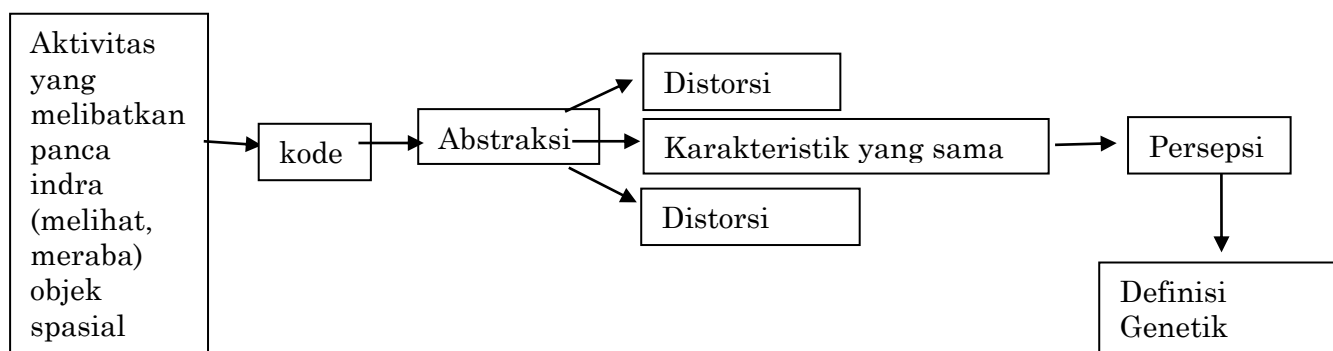 Aktivitas
yang
melibatkan
panca
indra
(melihat,
meraba)
objek
spasial
kode
Abstraksi
Distorsi
Karakteristik yang sama
Distorsi
Persepsi
Definisi
Genetik